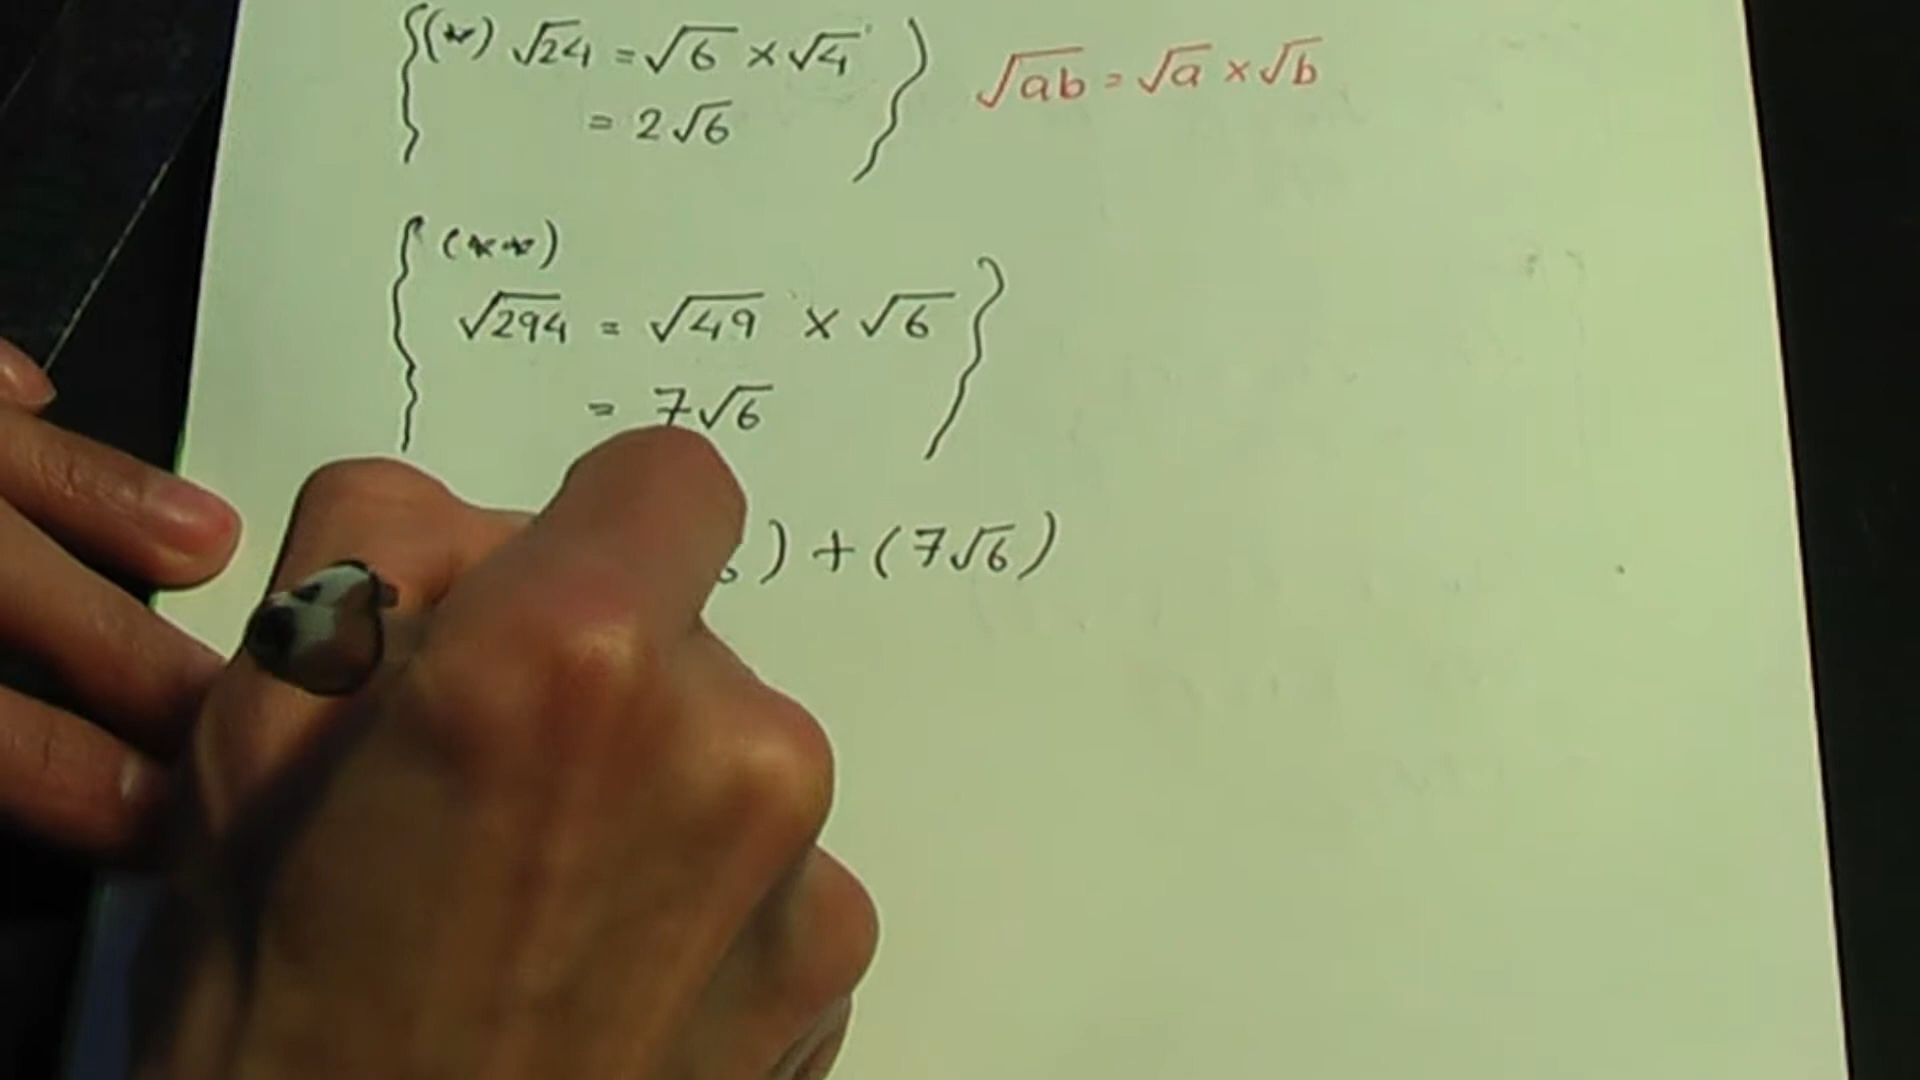 (*) √24 = √6 × √4 √ab = √a × √b
= 2√6
(**)
√294 = √49 × √6
= 7√6
) + (7√6)